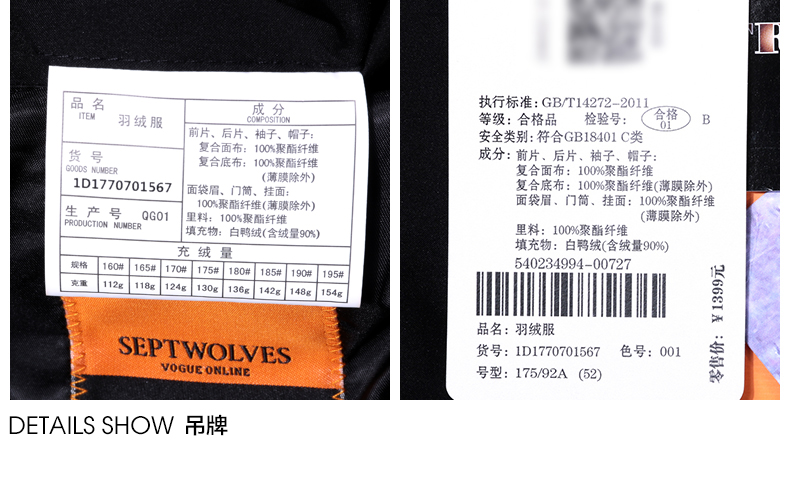 品名
ITEM
羽绒服
货号
GOODS NUMBER
1D1770701567
生产号 QG01
PRODUCTION NUMBER
成分
COMPOSITION
前片、后片、袖子、帽子:
复合面布: 100%聚酯纤维
复合底布: 100%聚酯纤维
(薄膜除外)
面袋眉、门筒、挂面:
100%聚酯纤维(薄膜除外)
里料: 100%聚酯纤维
填充物: 白鸭绒(含绒量90%)
充绒量
规格 160# 165# 170# 175# 180# 185# 190# 195#
克重 112g 118g 124g 130g 136g 142g 148g 154g
SEPTWOLVES
VOGUE ONLINE
执行标准: GB/T14272-2011
等级: 合格品 检验号: 合格 01 B
安全类别: 符合GB18401 C类
成分: 前片、后片、袖子、帽子:
复合面布: 100%聚酯纤维
复合底布: 100%聚酯纤维(薄膜除外)
面袋眉、门筒、挂面: 100%聚酯纤维
(薄膜除外)
里料: 100%聚酯纤维
填充物: 白鸭绒(含绒量90%)
540234994-00727
品名: 羽绒服
货号: 1D1770701567 色号: 001
号型: 175/92A (52)
零售价: ¥1399元
DETAILS SHOW 吊牌